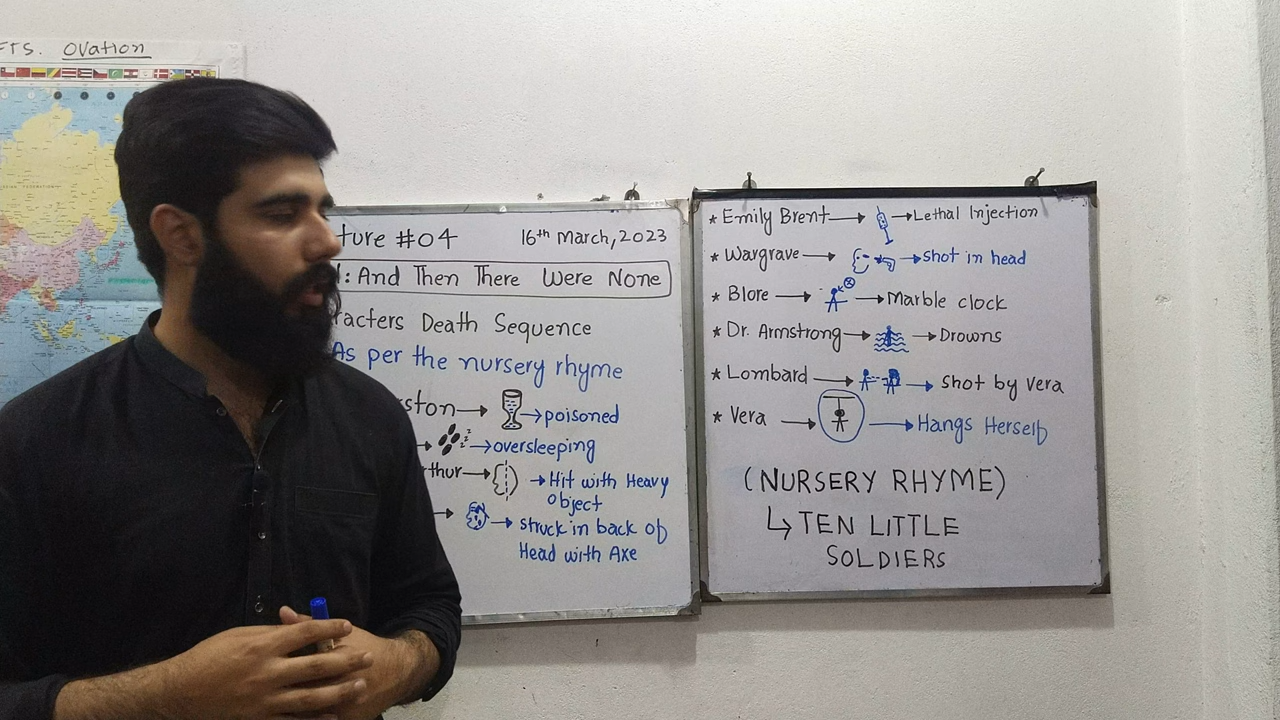 FTS. Ovation
ture #04 16th March, 2023
: And Then There Were None
racters Death Sequence
As per the nursery rhyme
ston → → poisoned
→ zzz → oversleeping
thur → → Hit with Heavy
Object
→ → struck in back of
Head with Axe
* Emily Brent → → Lethal Injection
* Wargrave → → shot in head
* Blore → → Marble clock
* Dr. Armstrong → → Drowns
* Lombard → → shot by vera
* Vera → → Hangs Herself
(NURSERY RHYME)
↳ TEN LITTLE
SOLDIERS